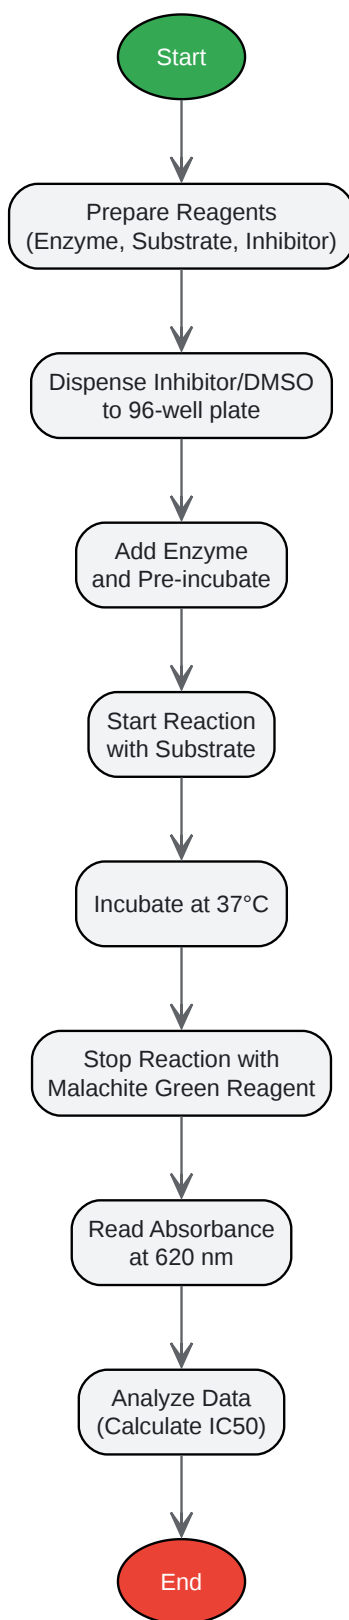 Start
Prepare Reagents
(Enzyme, Substrate, Inhibitor)
Dispense Inhibitor/DMSO
to 96-well plate
Add Enzyme
and Pre-incubate
Start Reaction
with Substrate
Incubate at 37°C
Stop Reaction with
Malachite Green Reagent
Read Absorbance
at 620 nm
Analyze Data
(Calculate IC50)
End